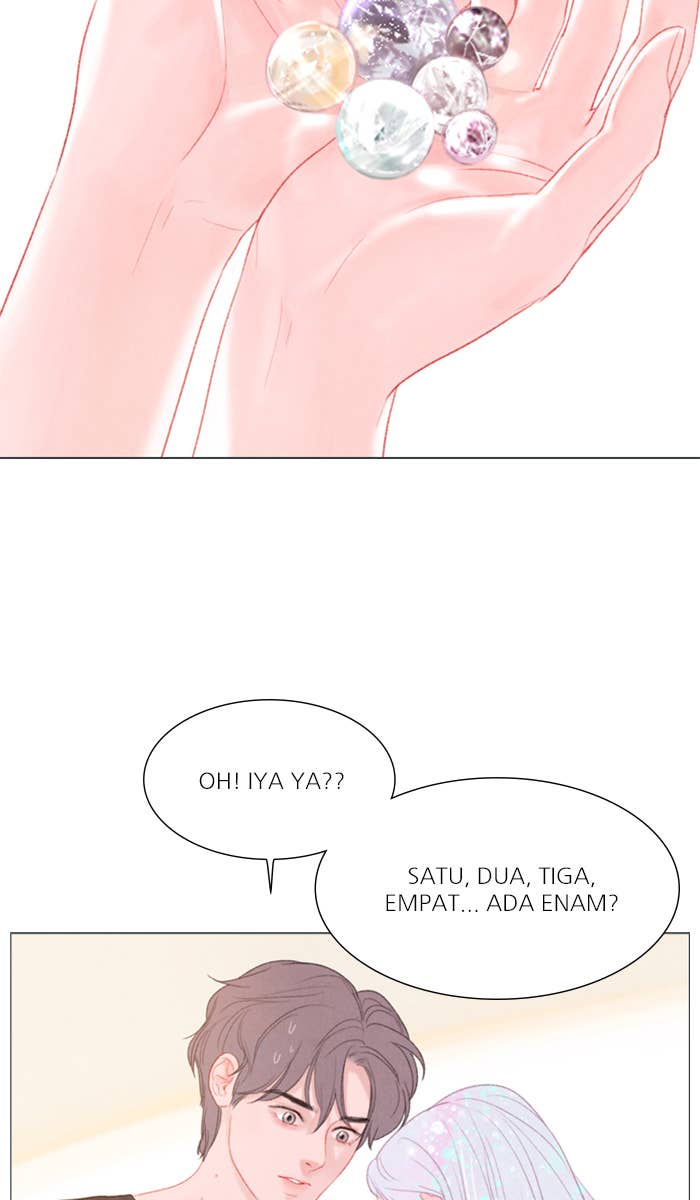 OH! IYA YA??
SATU, DUA, TIGA,
EMPAT... ADA ENAM?